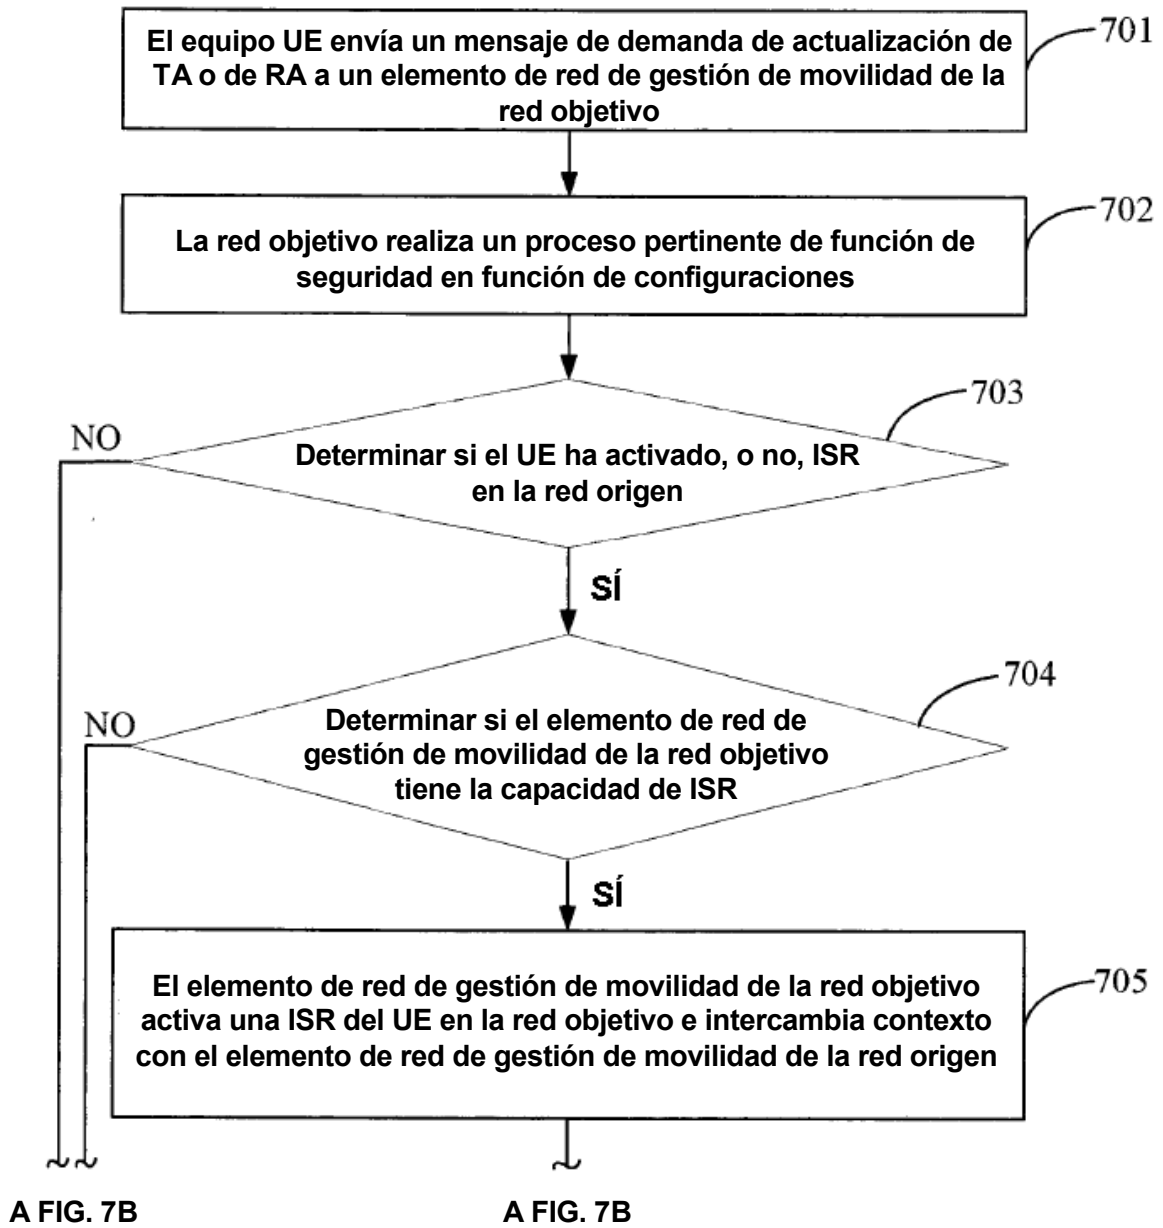 El equipo UE envía un mensaje de demanda de actualización de
TA o de RA a un elemento de red de gestión de movilidad de la
red objetivo
701
La red objetivo realiza un proceso pertinente de función de
seguridad en función de configuraciones
702
703
NO
Determinar si el UE ha activado, o no, ISR
en la red origen
SÍ
704
NO
Determinar si el elemento de red de
gestión de movilidad de la red objetivo
tiene la capacidad de ISR
SÍ
El elemento de red de gestión de movilidad de la red objetivo
activa una ISR del UE en la red objetivo e intercambia contexto
con el elemento de red de gestión de movilidad de la red origen
705
A FIG. 7B
A FIG. 7B